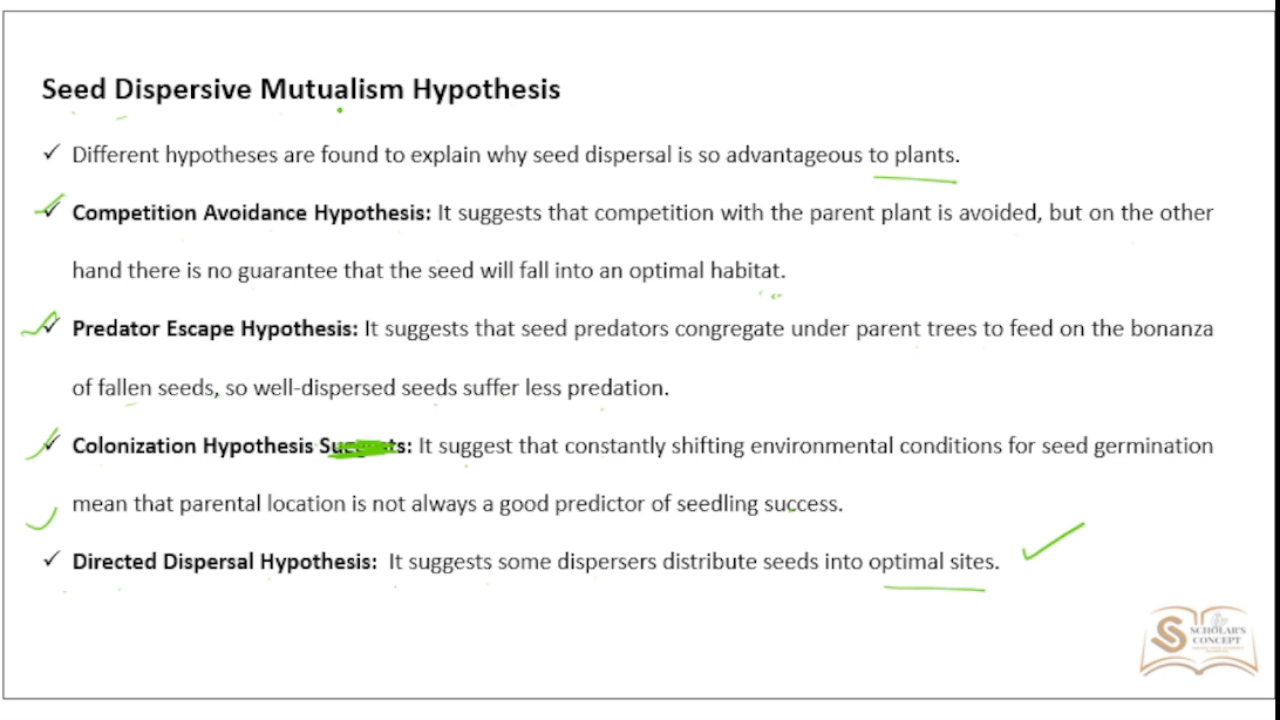 Seed Dispersive Mutualism Hypothesis
✓ Different hypotheses are found to explain why seed dispersal is so advantageous to plants.
✓ Competition Avoidance Hypothesis: It suggests that competition with the parent plant is avoided, but on the other
hand there is no guarantee that the seed will fall into an optimal habitat.
✓ Predator Escape Hypothesis: It suggests that seed predators congregate under parent trees to feed on the bonanza
of fallen seeds, so well-dispersed seeds suffer less predation.
✓ Colonization Hypothesis Suggests: It suggest that constantly shifting environmental conditions for seed germination
mean that parental location is not always a good predictor of seedling success.
✓ Directed Dispersal Hypothesis: It suggests some dispersers distribute seeds into optimal sites.
SCHOLAR'S
CONCEPT